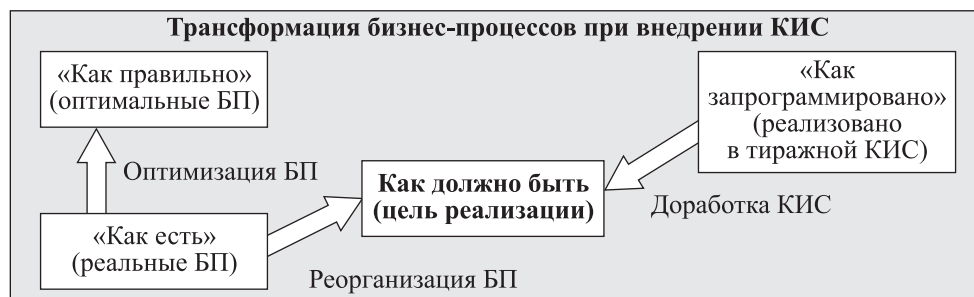 Трансформация бизнес-процессов при внедрении КИС
«Как правильно»
(оптимальные БП)
«Как
запрограммировано»
(реализовано
в тиражной КИС)
Оптимизация БП
Как должно быть
(цель реализации)
Доработка КИС
«Как есть»
(реальные БП)
Реорганизация БП